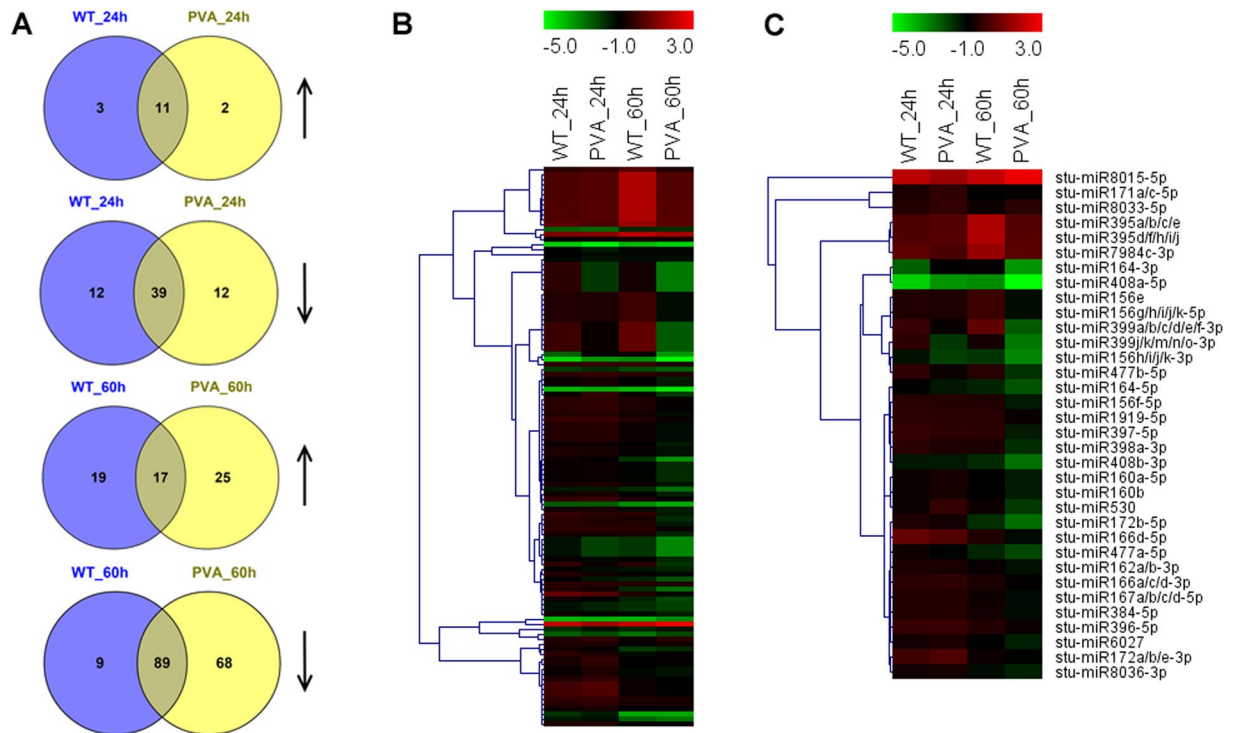 A
WT_24h PVA_24h
3 11 2
WT_24h PVA_24h
12 39 12
WT_60h PVA_60h
19 17 25
WT_60h PVA_60h
9 89 68
B
-5.0 -1.0 3.0
WT_24h PVA_24h WT_60h PVA_60h
C
-5.0 -1.0 3.0
WT_24h PVA_24h WT_60h PVA_60h
stu-miR8015-5p
stu-miR171a/c-5p
stu-miR8033-5p
stu-miR395a/b/c/e
stu-miR395d/f/h/i/j
stu-miR7984c-3p
stu-miR164-3p
stu-miR408a-5p
stu-miR156e
stu-miR156g/h/i/j/k-5p
stu-miR399a/b/c/d/e/f-3p
stu-miR399j/k/m/n/o-3p
stu-miR156h/i/j/k-3p
stu-miR477b-5p
stu-miR164-5p
stu-miR156f-5p
stu-miR1919-5p
stu-miR397-5p
stu-miR398a-3p
stu-miR408b-3p
stu-miR160a-5p
stu-miR160b
stu-miR530
stu-miR172b-5p
stu-miR166d-5p
stu-miR477a-5p
stu-miR162a/b-3p
stu-miR166a/c/d-3p
stu-miR167a/b/c/d-5p
stu-miR384-5p
stu-miR396-5p
stu-miR6027
stu-miR172a/b/e-3p
stu-miR8036-3p